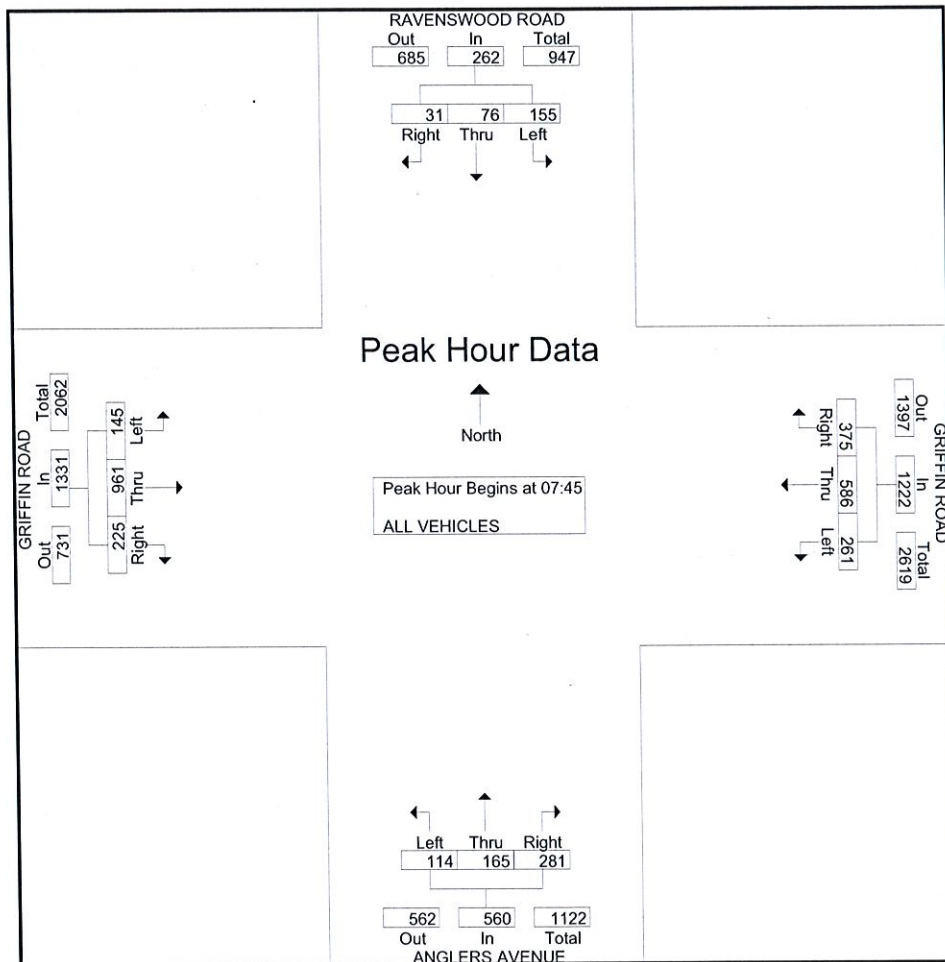 RAVENSWOOD ROAD
Out In Total
685 262 947
31 76 155
Right Thru Left
Peak Hour Data
North
Peak Hour Begins at 07:45
ALL VEHICLES
GRIFFIN ROAD
Out In Total
731 1331 2062
145 961 225
Left Thru Right
GRIFFIN ROAD
Out In Total
1397 1222 2619
375 586 261
Right Thru Left
Left Thru Right
114 165 281
562 560 1122
Out In Total
ANGLERS AVENUE